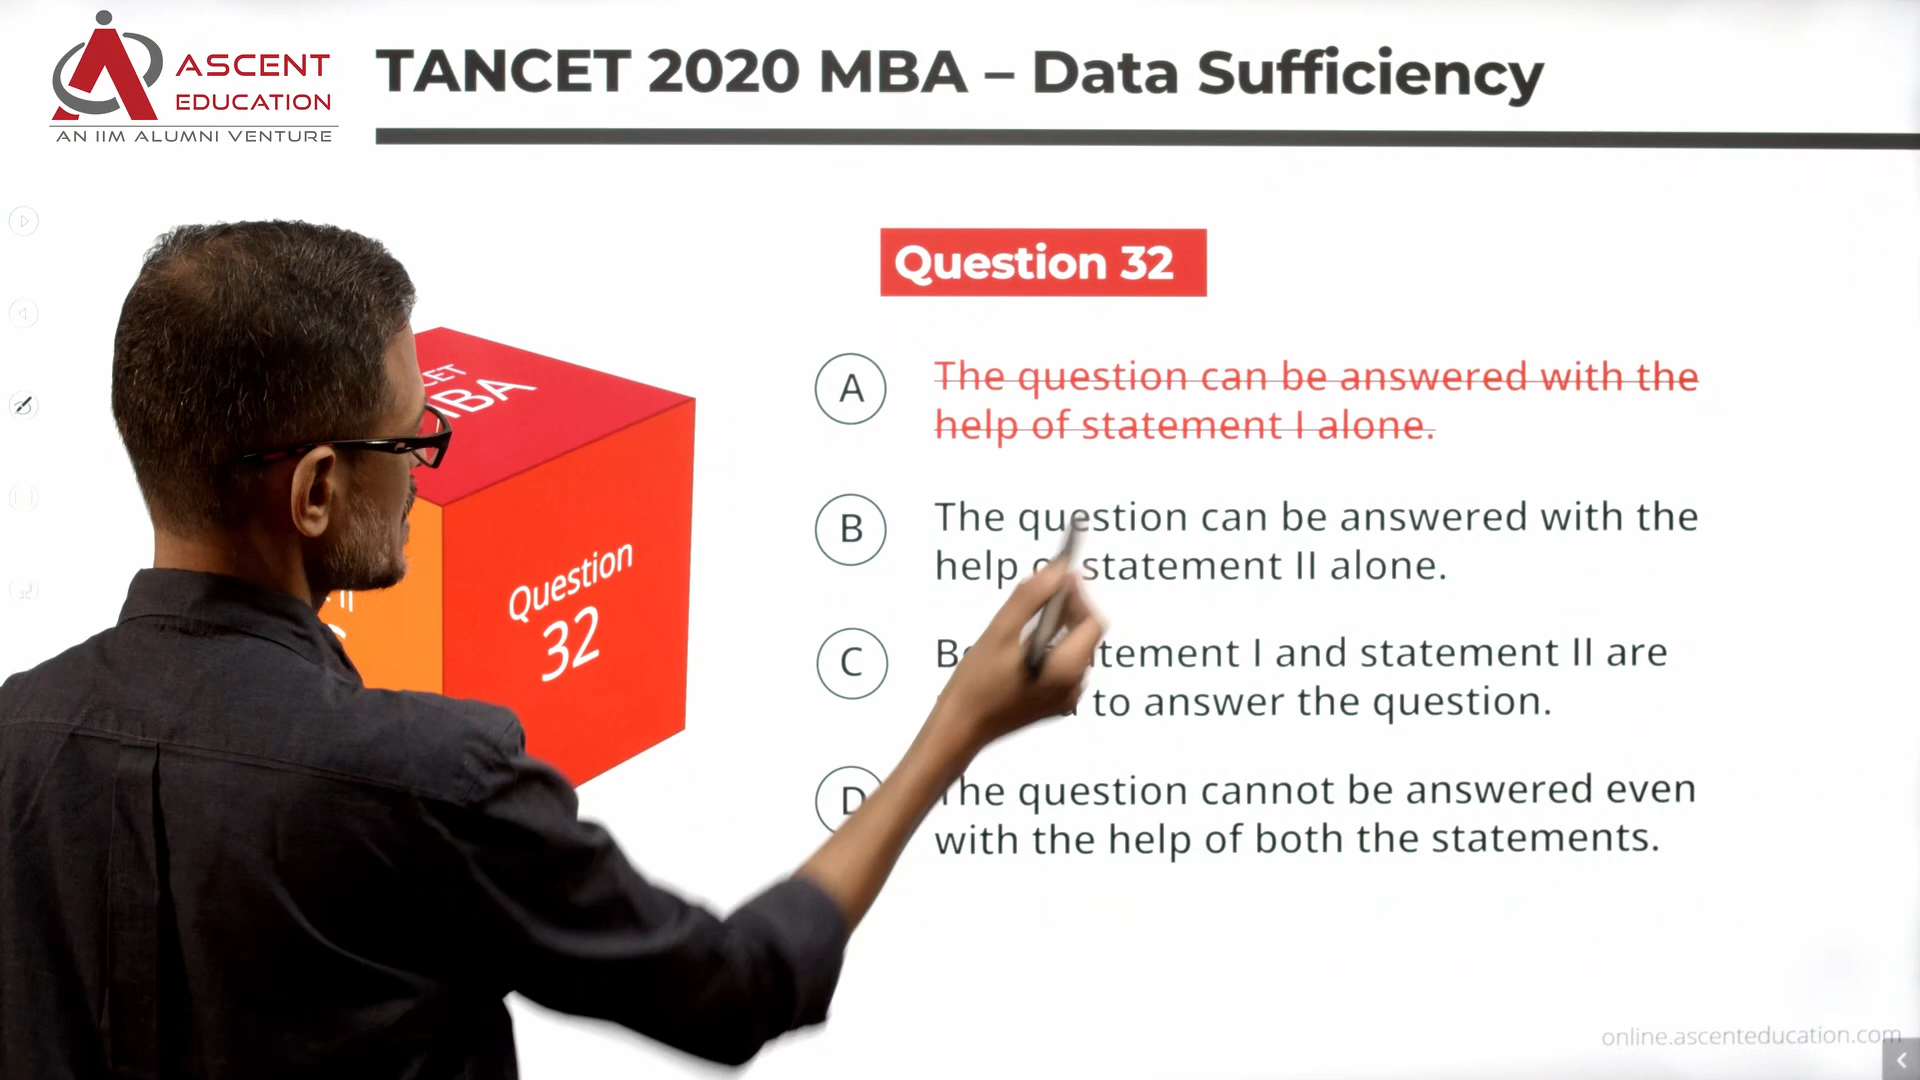 ASCENT
EDUCATION
AN IIM ALUMNI VENTURE
TANCET 2020 MBA – Data Sufficiency
Question 32
Question
32
A
The question can be answered with the
help of statement I alone.
B
The question can be answered with the
help statement II alone.
C
I and statement II are
to answer the question.
D
The question cannot be answered even
with the help of both the statements.
online.ascenteducation.com